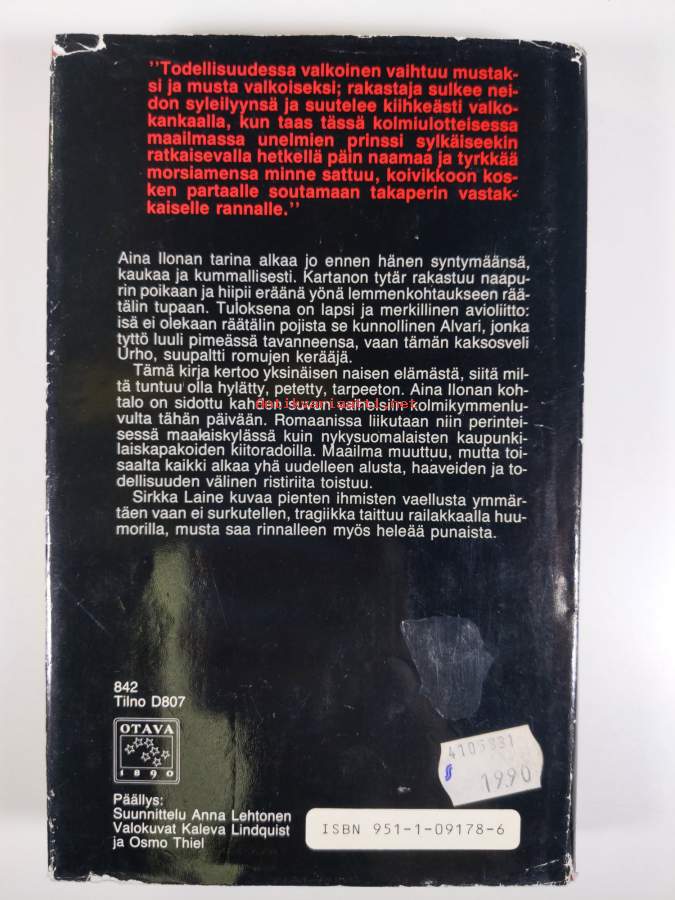 "Todellisuudessa valkoinen vaihtuu mustak-
si ja musta valkoiseksi; rakastaja sulkee nei-
don syleilyynsä ja suutelee kiihkeästi valko-
kankaalla, kun taas tässä kolmiulotteisessa
maailmassa unelmien prinssi sylkäiseekin
ratkaisevalla hetkellä päin naamaa ja tyrkkää
morsiamensa minne sattuu, koivikkoon kos-
ken partaalle soutamaan takaperin vastak-
kaiselle rannalle."
Aina Ilonan tarina alkaa jo ennen hänen syntymäänsä,
kaukaa ja kummallisesti. Kartanon tytär rakastuu naapu-
rin poikaan ja hiipii eräänä yönä lemmenkohtaukseen rää-
tälin tupaan. Tuloksena on lapsi ja merkillinen avioliitto:
isä ei olekaan räätälin pojista se kunnollinen Alvari, jonka
tyttö luuli pimeässä tavanneensa, vaan tämän kaksosveli
Urho, suupaltti romujen kerääjä.
Tämä kirja kertoo yksinäisen naisen elämästä, siitä mil-
tä tuntuu olla hylätty, petetty, tarpeeton. Aina Ilonan koh-
talo on sidottu kahden suvun vaiheisiin kolmikymmenlu-
vulta tähän päivään. Romaanissa liikutaan niin perintei-
sessä maalaiskylässä kuin nykysuomalaisten kaupunki-
laiskapakoiden kiitoradoilla. Maailma muuttuu, mutta toi-
saalta kaikki alkaa yhä uudelleen alusta, haaveiden ja to-
dellisuuden välinen ristiriita toistuu.
Sirkka Laine kuvaa pienten ihmisten vaellusta ymmär-
täen vaan ei surkutellen, tragiikka taittuu railakkaalla huu-
morilla, musta saa rinnalleen myös heleää punaista.
842
Tilno D807
OTAVA
1890
Päällys:
Suunnittelu Anna Lehtonen
Valokuvat Kaleva Lindquist
ja Osmo Thiel
4105331
1990
ISBN 951-1-09178-6